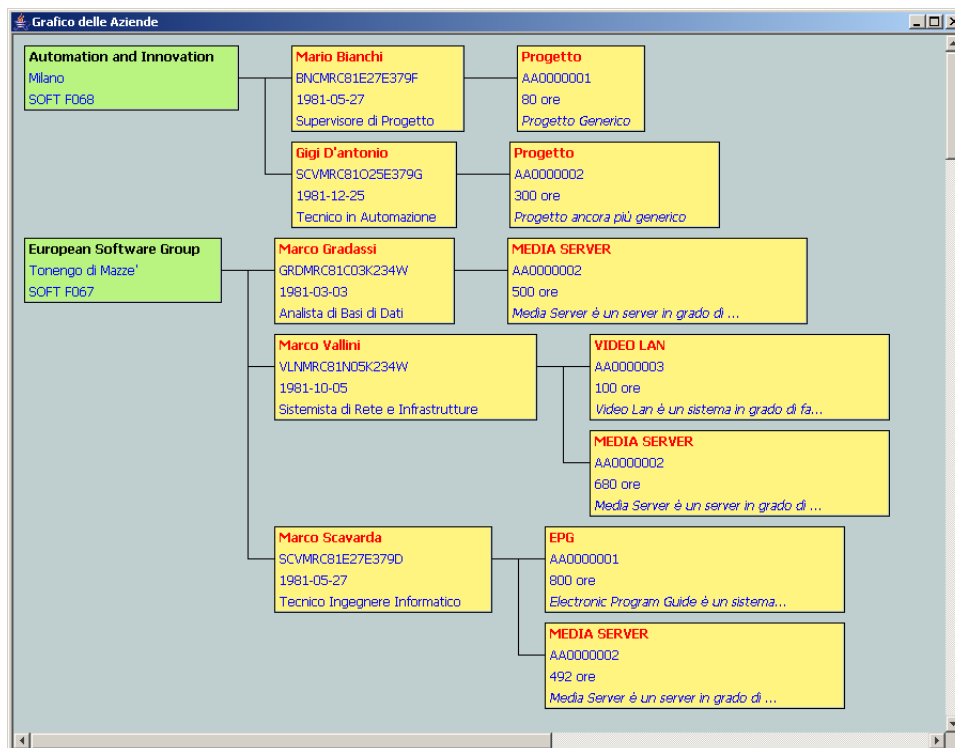 Grafico delle Aziende
Automation and Innovation
Milano
SOFT F068
Mario Bianchi
BNCMRC81E27E379F
1981-05-27
Supervisore di Progetto
Progetto
AA0000001
80 ore
Progetto Generico
Gigi D'antonio
SCVMRC81O25E379G
1981-12-25
Tecnico in Automazione
Progetto
AA0000002
300 ore
Progetto ancora più generico
European Software Group
Tonengo di Mazze'
SOFT F067
Marco Gradassi
GRDMRC81C03K234W
1981-03-03
Analista di Basi di Dati
MEDIA SERVER
AA0000002
500 ore
Media Server è un server in grado di ...
Marco Vallini
VLNMRC81N05K234W
1981-10-05
Sistemista di Rete e Infrastrutture
VIDEO LAN
AA0000003
100 ore
Video Lan è un sistema in grado di fa...
MEDIA SERVER
AA0000002
680 ore
Media Server è un server in grado di ...
Marco Scavarda
SCVMRC81E27E379D
1981-05-27
Tecnico Ingegnere Informatico
EPG
AA0000001
800 ore
Electronic Program Guide è un sistema...
MEDIA SERVER
AA0000002
492 ore
Media Server è un server in grado di ...